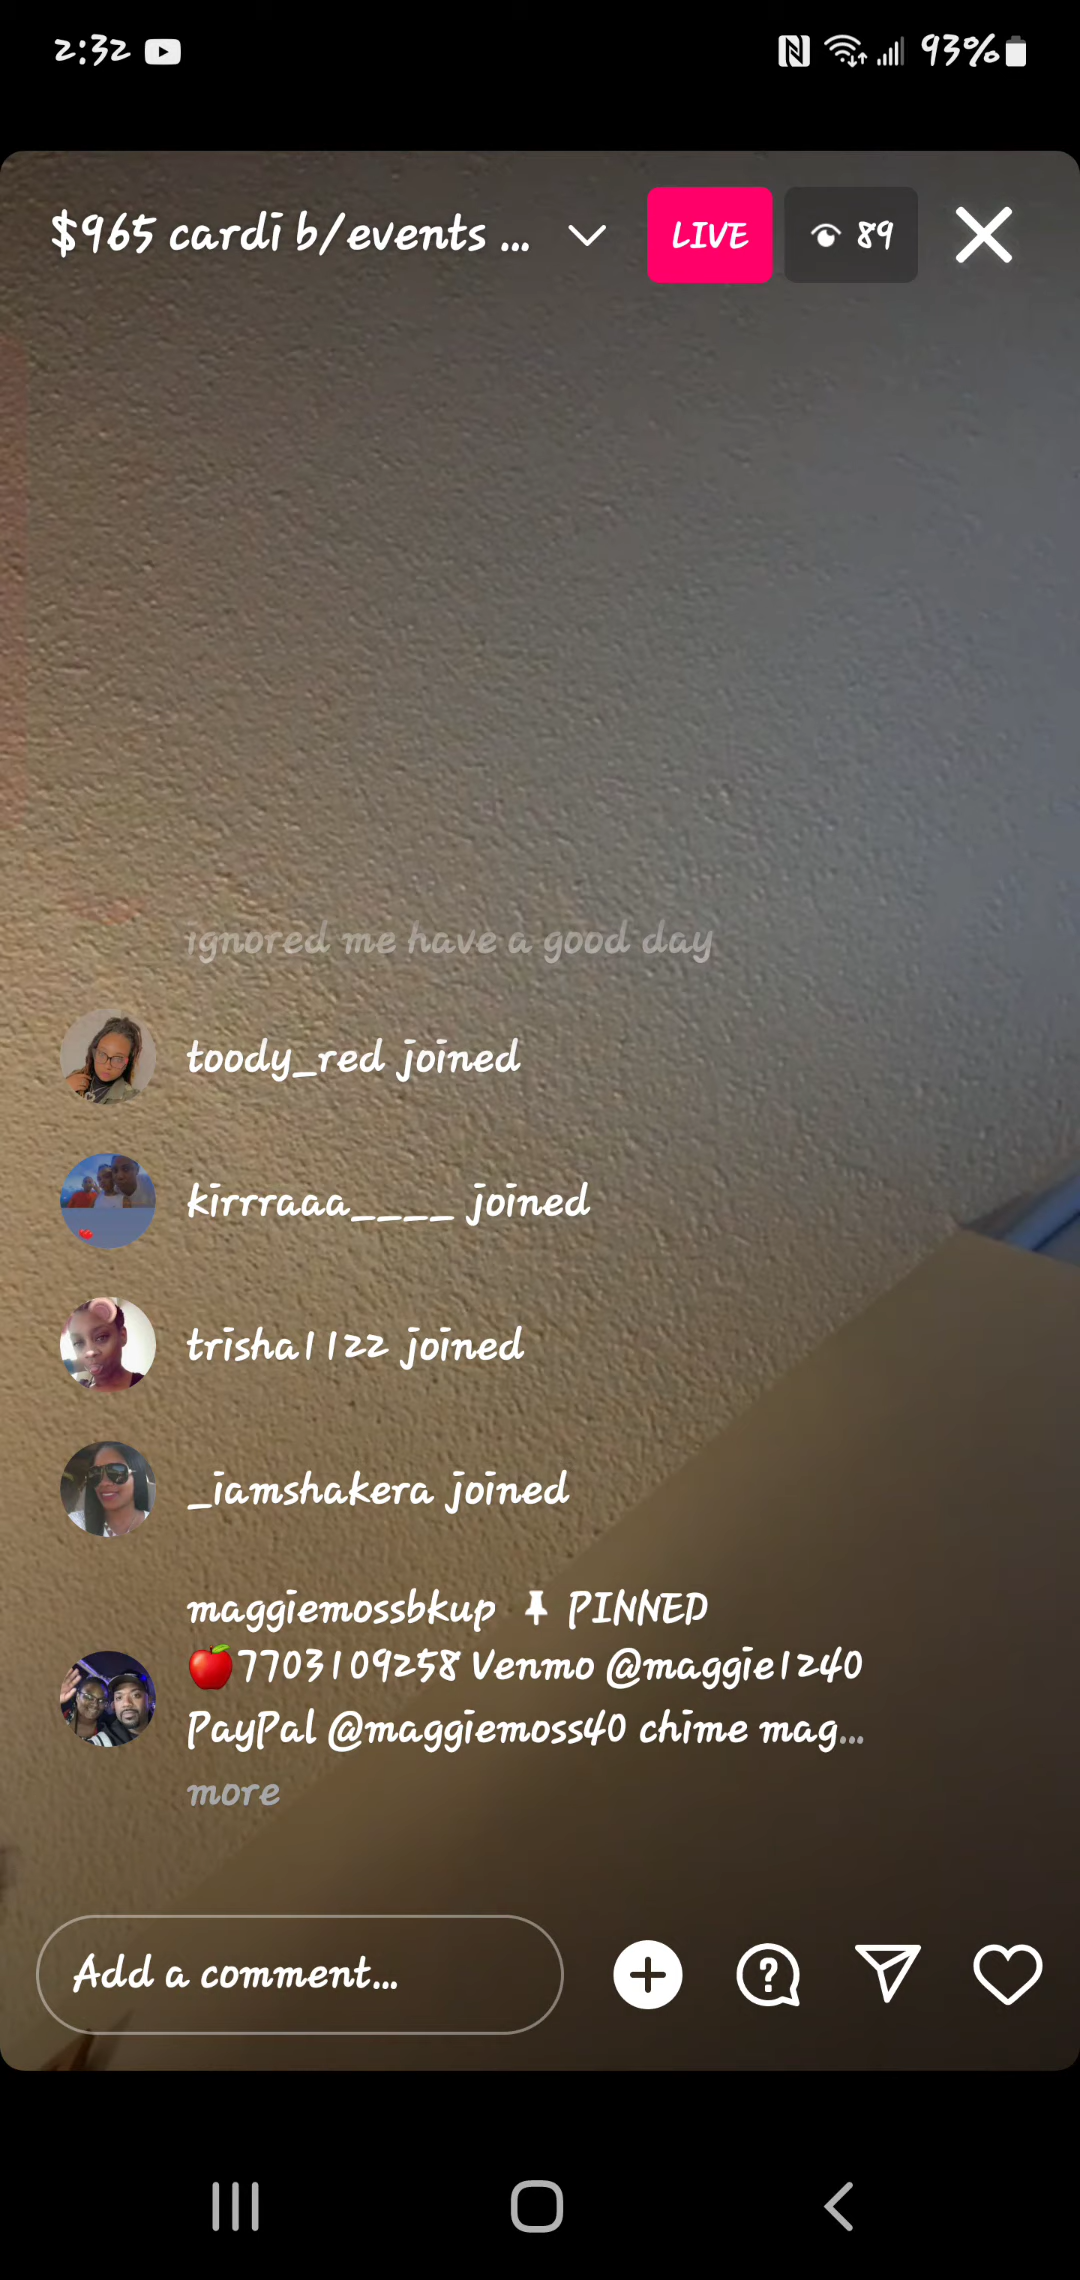 2:32
93%
$965 cardi b/events ...
LIVE
89
ignored me have a good day
toody_red joined
kirrraaa____ joined
trisha1122 joined
_iamshakera joined
maggiemossbkup 📌 PINNED
🍎7703109258 Venmo @maggie1240
PayPal @maggiemoss40 chime mag...
more
Add a comment...